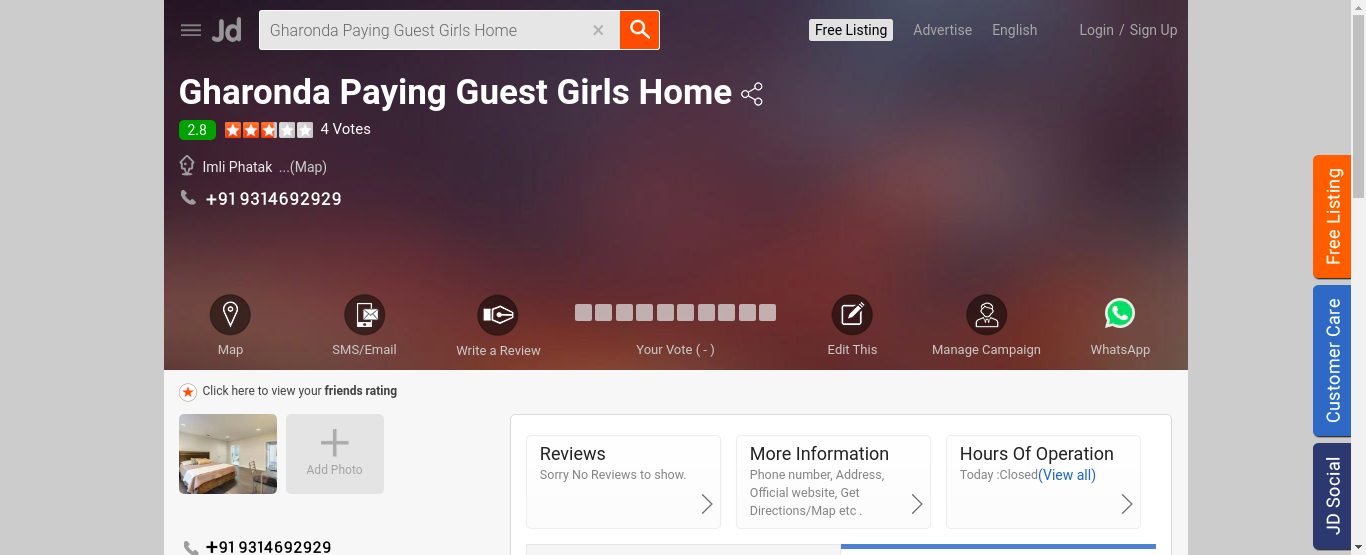 Jd
Gharonda Paying Guest Girls Home
Free Listing
Advertise
English
Login / Sign Up
Gharonda Paying Guest Girls Home
2.8
4 Votes
Imli Phatak ...(Map)
+91 9314692929
Map
SMS/Email
Write a Review
Your Vote ( - )
Edit This
Manage Campaign
WhatsApp
Click here to view your friends rating
Add Photo
+91 9314692929
Reviews
Sorry No Reviews to show.
More Information
Phone number, Address,
Official website, Get
Directions/Map etc .
Hours Of Operation
Today :Closed(View all)
Free Listing
Customer Care
JD Social